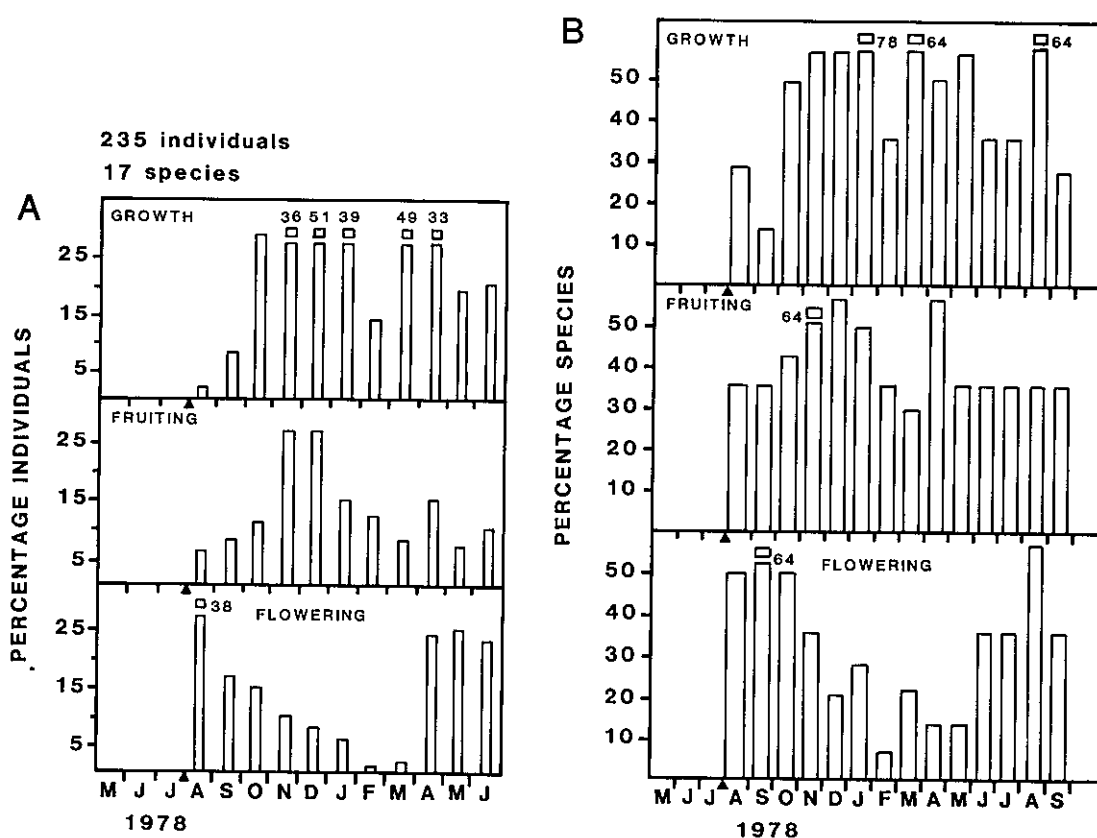 A
235 individuals
17 species
PERCENTAGE INDIVIDUALS
GROWTH
36 51 39 49 33
25
15
5
FRUITING
25
15
5
FLOWERING
38
25
15
5
M J J A S O N D J F M A M J
1978
B
PERCENTAGE SPECIES
GROWTH
78 64 64
50
40
30
20
10
FRUITING
64
50
40
30
20
10
FLOWERING
64
50
40
30
20
10
M J J A S O N D J F M A M J J A S
1978